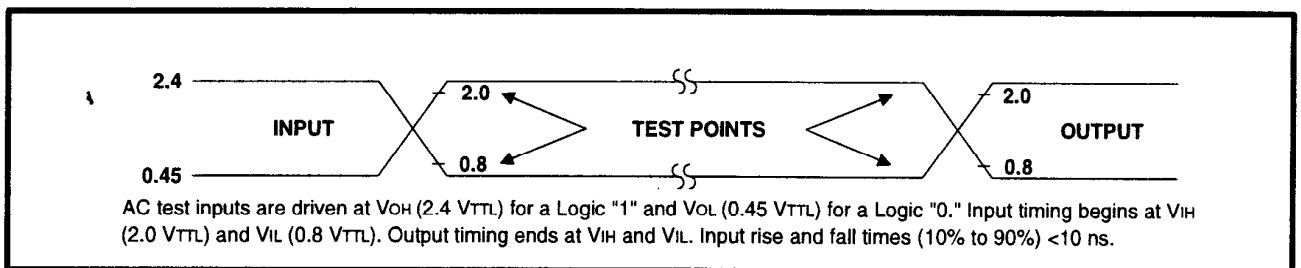 2.4
2.0
2.0
INPUT
TEST POINTS
OUTPUT
0.8
0.8
0.45
AC test inputs are driven at VOH (2.4 VTTL) for a Logic "1" and VOL (0.45 VTTL) for a Logic "0." Input timing begins at VIH
(2.0 VTTL) and VIL (0.8 VTTL). Output timing ends at VIH and VIL. Input rise and fall times (10% to 90%) <10 ns.